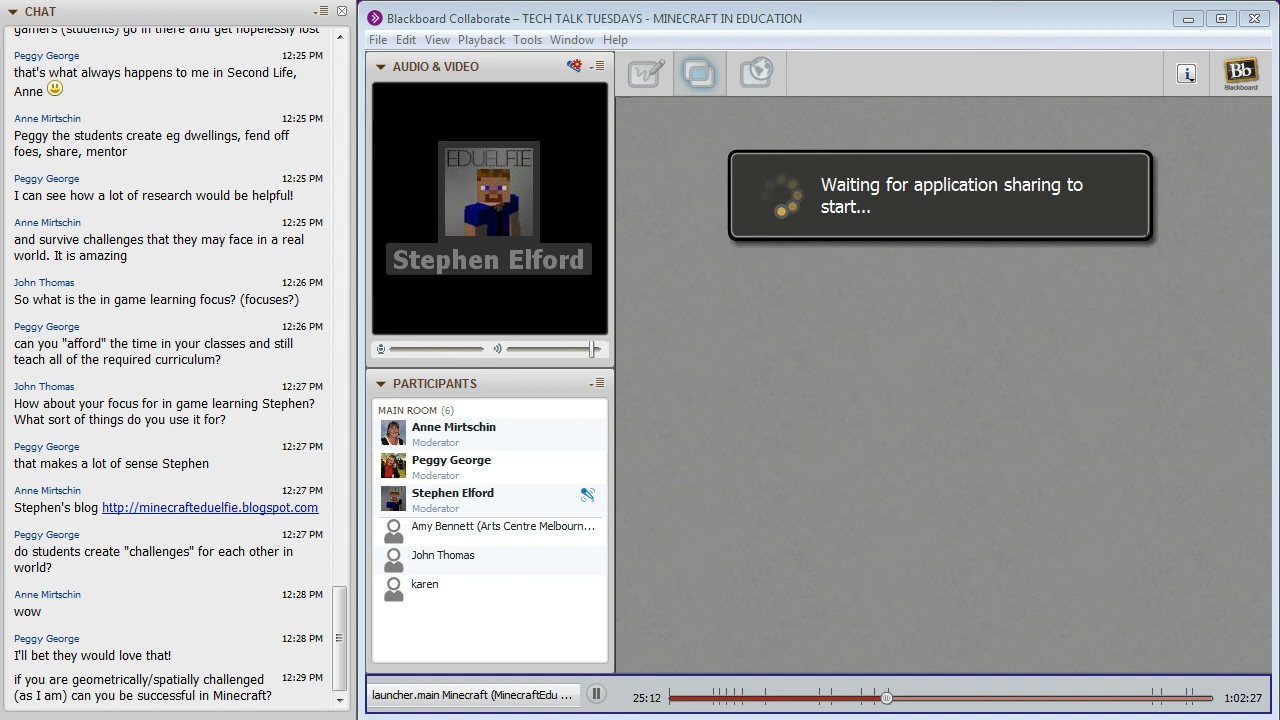 CHAT
gamers (students) go in there and get hopelessly lost
Peggy George 12:25 PM
that's what always happens to me in Second Life,
Anne
Anne Mirtschin 12:25 PM
Peggy the students create eg dwellings, fend off
foes, share, mentor
Peggy George 12:25 PM
I can see how a lot of research would be helpful!
Anne Mirtschin 12:25 PM
and survive challenges that they may face in a real
world. It is amazing
John Thomas 12:26 PM
So what is the in game learning focus? (focuses?)
Peggy George 12:26 PM
can you "afford" the time in your classes and still
teach all of the required curriculum?
John Thomas 12:27 PM
How about your focus for in game learning Stephen?
What sort of things do you use it for?
Peggy George 12:27 PM
that makes a lot of sense Stephen
Anne Mirtschin 12:27 PM
Stephen's blog http://minecrafteduelfie.blogspot.com
Peggy George 12:27 PM
do students create "challenges" for each other in
world?
Anne Mirtschin 12:28 PM
wow
Peggy George 12:28 PM
I'll bet they would love that!
if you are geometrically/spatially challenged 12:29 PM
(as I am) can you be successful in Minecraft?
Blackboard Collaborate – TECH TALK TUESDAYS - MINECRAFT IN EDUCATION
File Edit View Playback Tools Window Help
AUDIO & VIDEO
EDUELFIE
Stephen Elford
PARTICIPANTS
MAIN ROOM (6)
Anne Mirtschin
Moderator
Peggy George
Moderator
Stephen Elford
Moderator
Amy Bennett (Arts Centre Melbourn...
John Thomas
karen
i
Bb
Blackboard
Waiting for application sharing to
start...
launcher.main Minecraft (MinecraftEdu ...
25:12
1:02:27